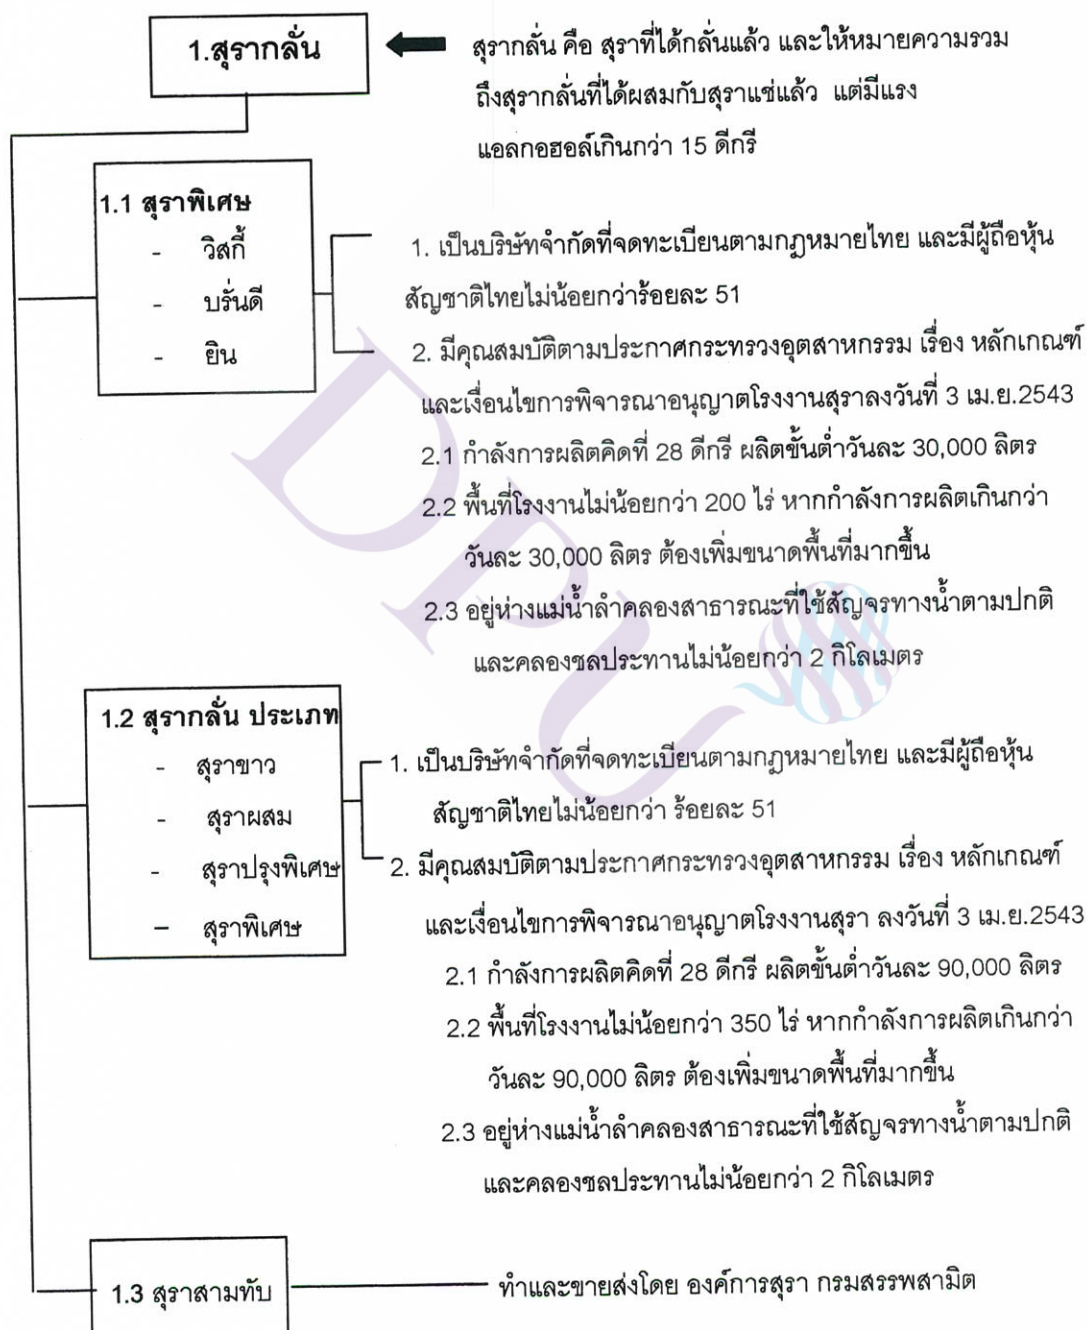 1.สุรากลั่น
สุรากลั่น คือ สุราที่ได้กลั่นแล้ว และให้หมายความรวม
ถึงสุรากลั่นที่ได้ผสมกับสุราแช่แล้ว แต่มีแรง
แอลกอฮอล์เกินกว่า 15 ดีกรี
1.1 สุราพิเศษ
- วิสกี้
- บรั่นดี
- ยิน
1. เป็นบริษัทจำกัดที่จดทะเบียนตามกฎหมายไทย และมีผู้ถือหุ้น
สัญชาติไทยไม่น้อยกว่าร้อยละ 51
2. มีคุณสมบัติตามประกาศกระทรวงอุตสาหกรรม เรื่อง หลักเกณฑ์
และเงื่อนไขการพิจารณาอนุญาตโรงงานสุราลงวันที่ 3 เม.ย.2543
2.1 กำลังการผลิตคิดที่ 28 ดีกรี ผลิตขั้นต่ำวันละ 30,000 ลิตร
2.2 พื้นที่โรงงานไม่น้อยกว่า 200 ไร่ หากกำลังการผลิตเกินกว่า
วันละ 30,000 ลิตร ต้องเพิ่มขนาดพื้นที่มากขึ้น
2.3 อยู่ห่างแม่น้ำลำคลองสาธารณะที่ใช้สัญจรทางน้ำตามปกติ
และคลองชลประทานไม่น้อยกว่า 2 กิโลเมตร
1.2 สุรากลั่น ประเภท
- สุราขาว
- สุราผสม
- สุราปรุงพิเศษ
– สุราพิเศษ
1. เป็นบริษัทจำกัดที่จดทะเบียนตามกฎหมายไทย และมีผู้ถือหุ้น
สัญชาติไทยไม่น้อยกว่า ร้อยละ 51
2. มีคุณสมบัติตามประกาศกระทรวงอุตสาหกรรม เรื่อง หลักเกณฑ์
และเงื่อนไขการพิจารณาอนุญาตโรงงานสุรา ลงวันที่ 3 เม.ย.2543
2.1 กำลังการผลิตคิดที่ 28 ดีกรี ผลิตขั้นต่ำวันละ 90,000 ลิตร
2.2 พื้นที่โรงงานไม่น้อยกว่า 350 ไร่ หากกำลังการผลิตเกินกว่า
วันละ 90,000 ลิตร ต้องเพิ่มขนาดพื้นที่มากขึ้น
2.3 อยู่ห่างแม่น้ำลำคลองสาธารณะที่ใช้สัญจรทางน้ำตามปกติ
และคลองชลประทานไม่น้อยกว่า 2 กิโลเมตร
1.3 สุราสามทับ
ทำและขายส่งโดย องค์การสุรา กรมสรรพสามิต
DPU